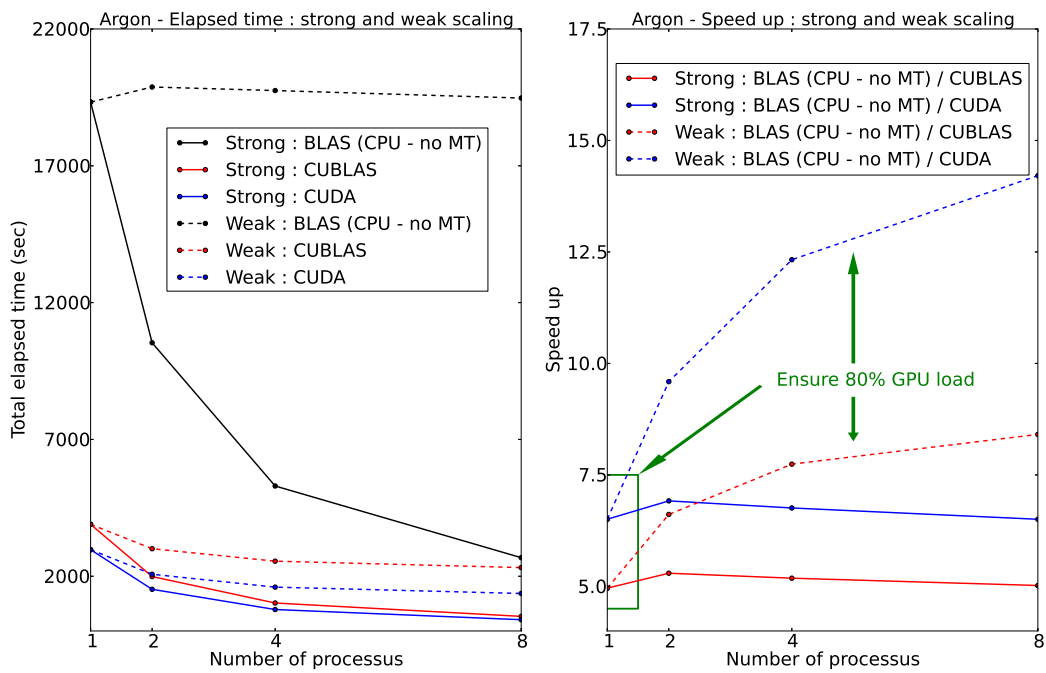 Argon - Elapsed time : strong and weak scaling
22000
17000
12000
7000
2000
Total elapsed time (sec)
Strong : BLAS (CPU - no MT)
Strong : CUBLAS
Strong : CUDA
Weak : BLAS (CPU - no MT)
Weak : CUBLAS
Weak : CUDA
1 2 4 8
Number of processus
Argon - Speed up : strong and weak scaling
17.5
15.0
12.5
10.0
7.5
5.0
Speed up
Strong : BLAS (CPU - no MT) / CUBLAS
Strong : BLAS (CPU - no MT) / CUDA
Weak : BLAS (CPU - no MT) / CUBLAS
Weak : BLAS (CPU - no MT) / CUDA
Ensure 80% GPU load
1 2 4 8
Number of processus